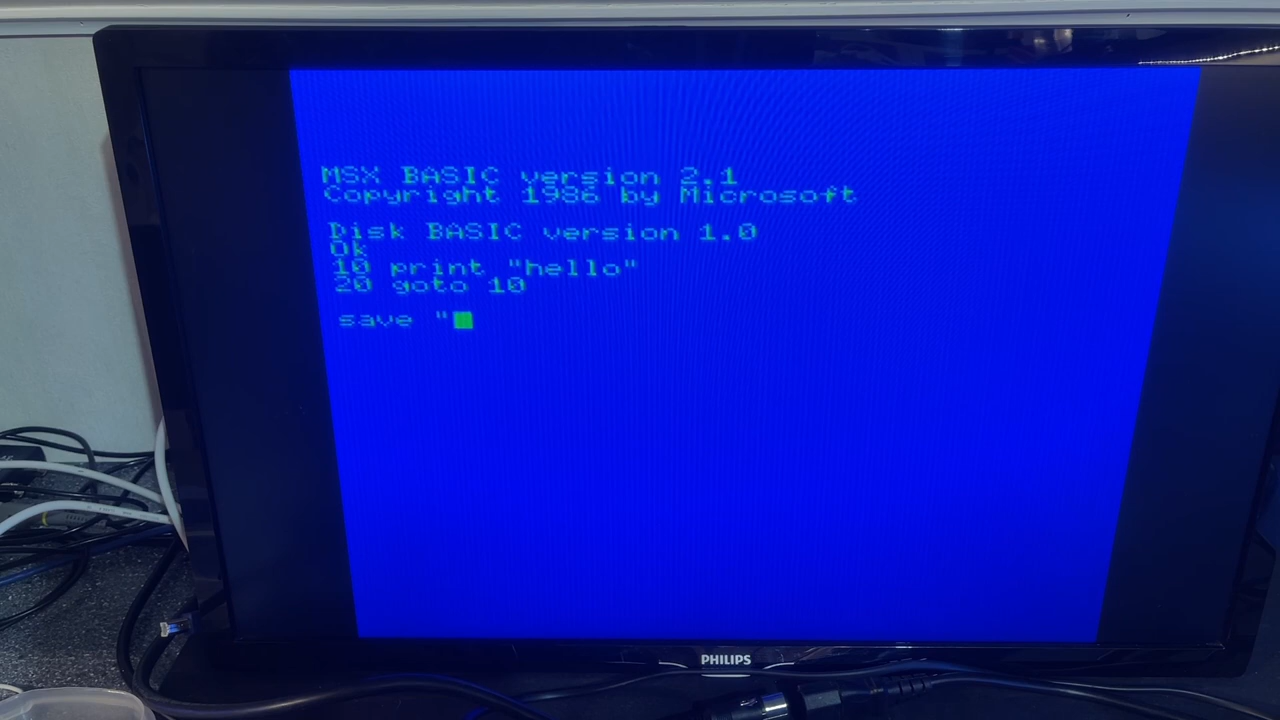 MSX BASIC version 2.1
Copyright 1986 by Microsoft
Disk BASIC version 1.0
Ok
10 print "hello"
20 goto 10
save "
PHILIPS